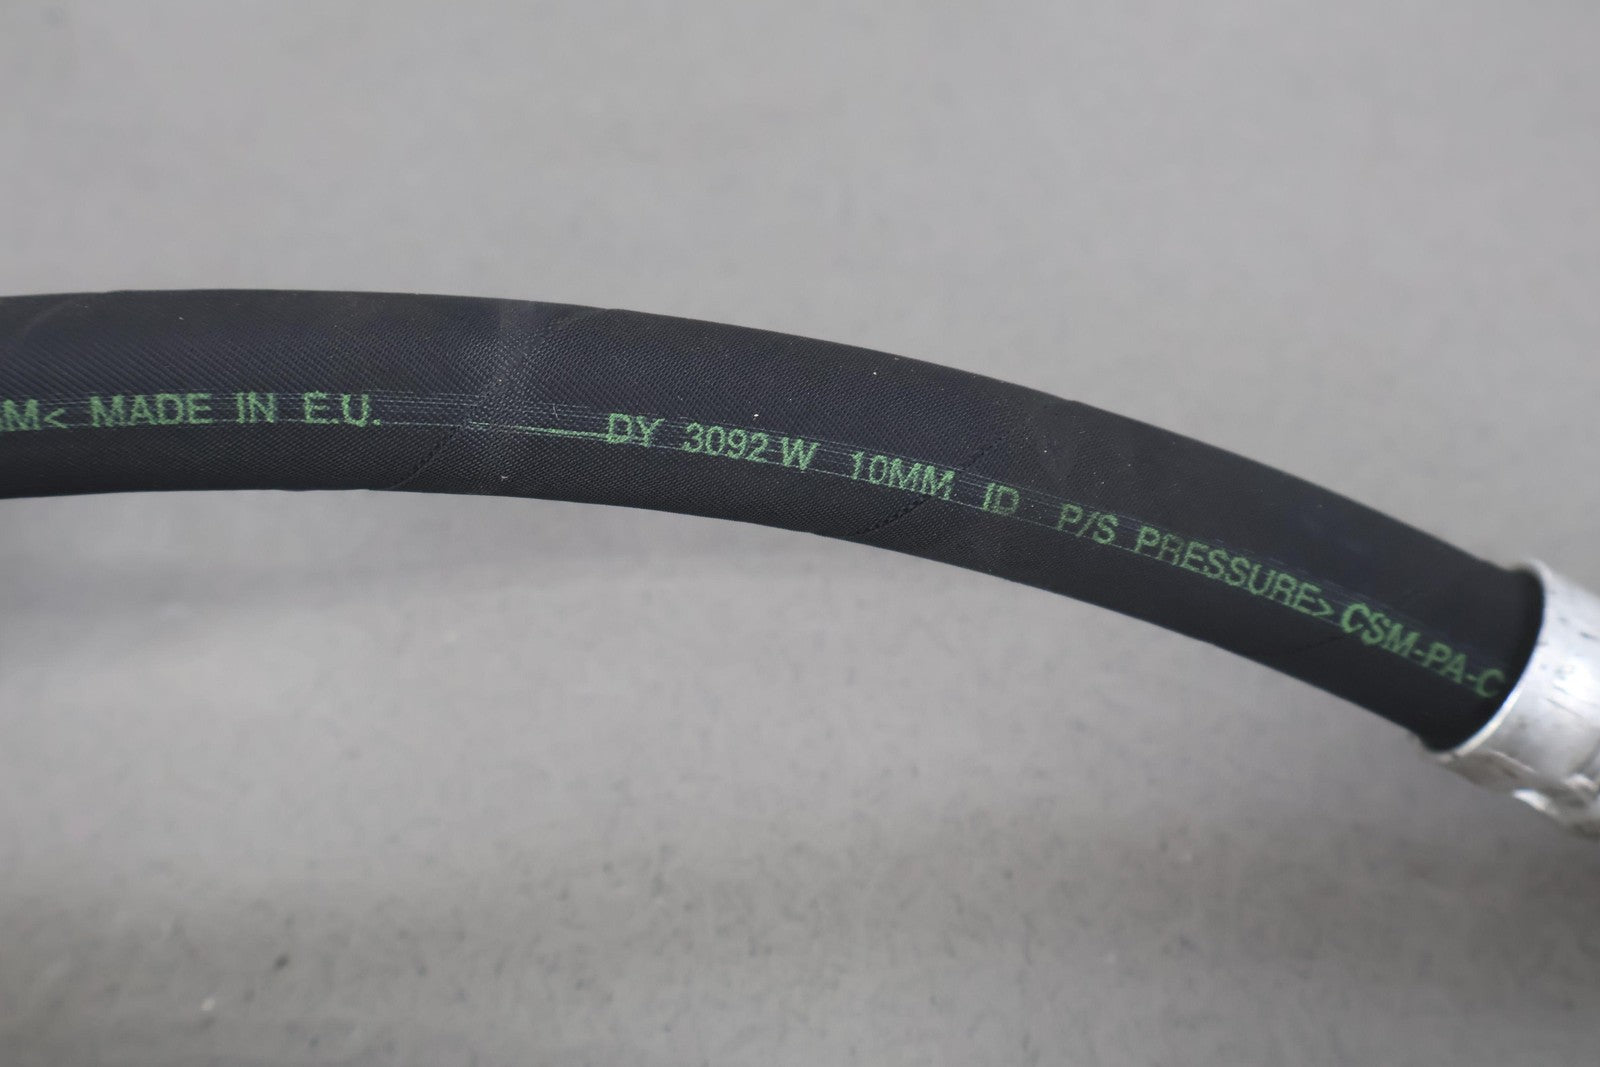 M< MADE IN E.U. DY 3092 W 10MM ID P/S PRESSURE> CSM-PA-C